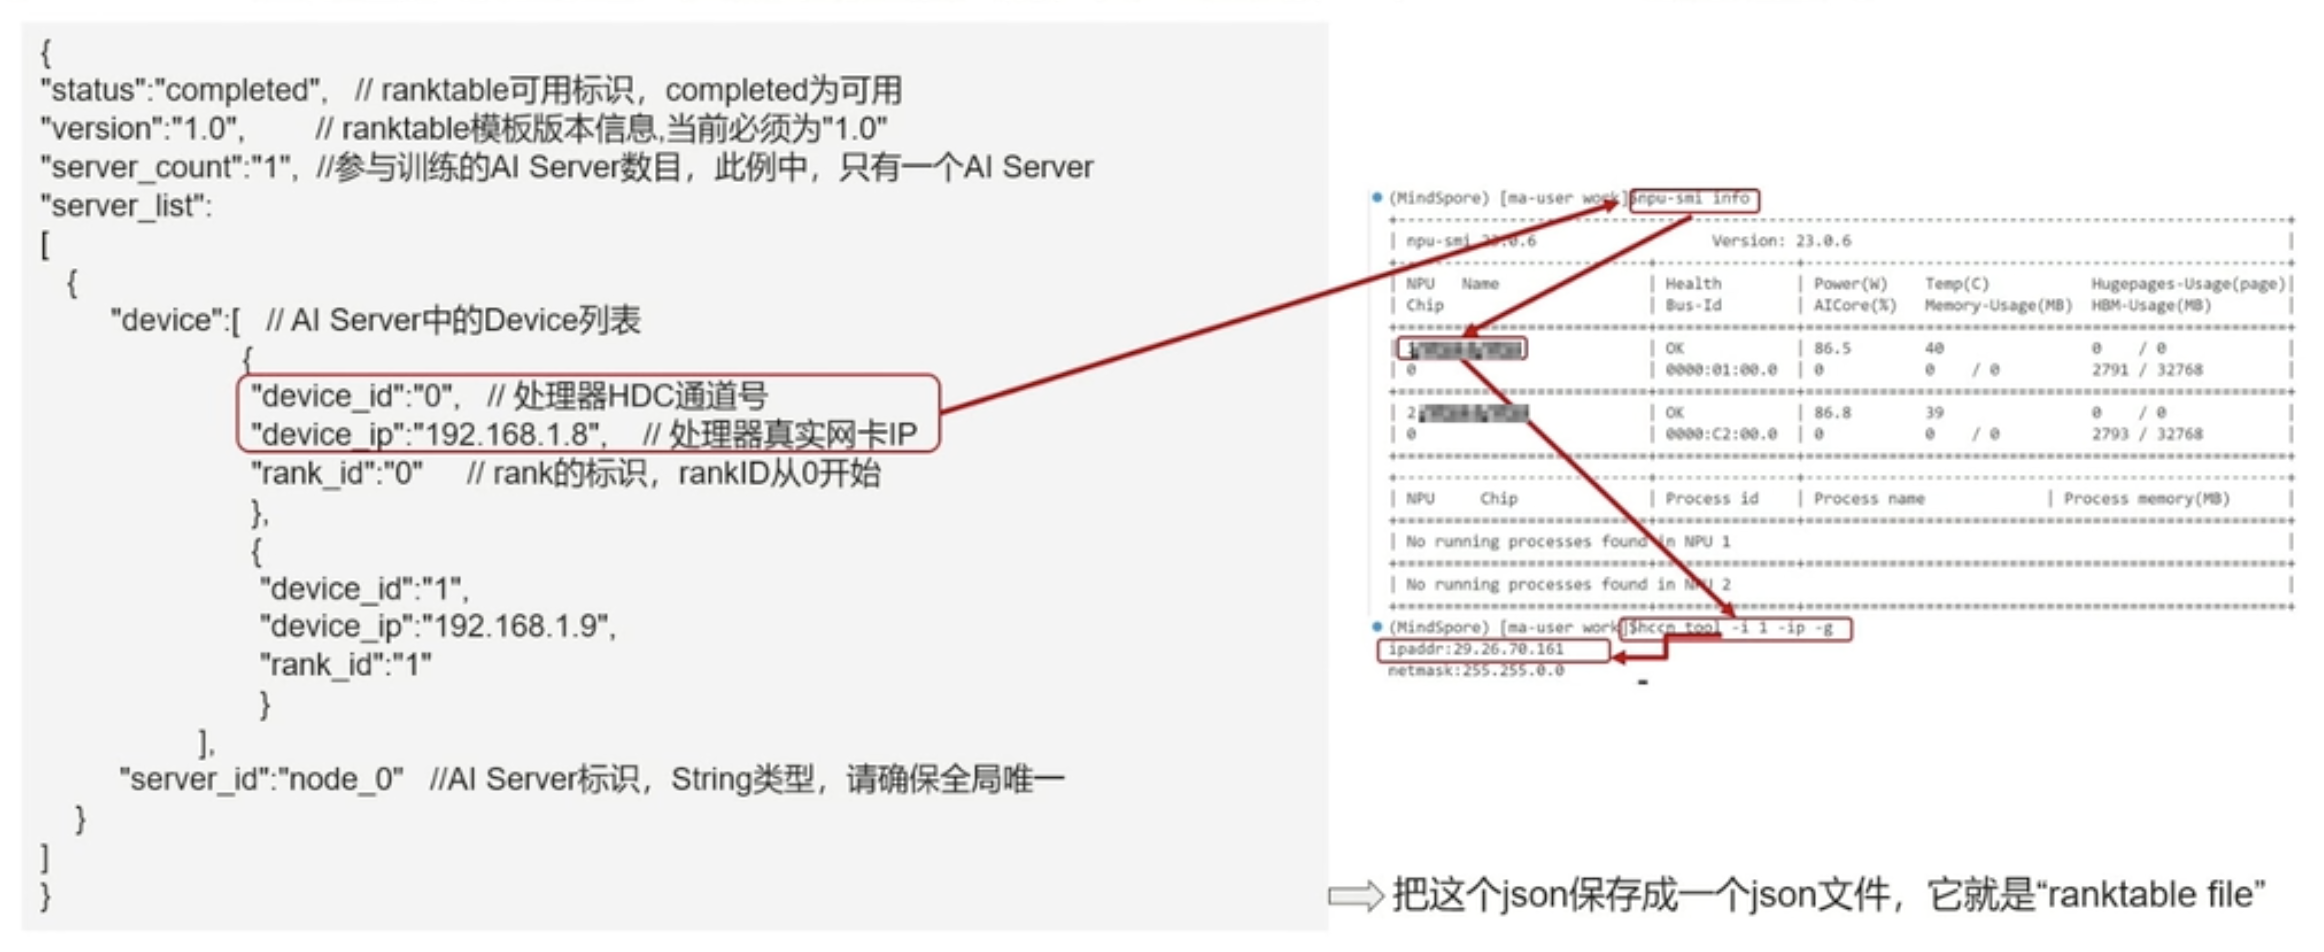 {
"status":"completed",   // ranktable可用标识，completed为可用
"version":"1.0",        // ranktable模板版本信息,当前必须为"1.0"
"server_count":"1",  //参与训练的AI Server数目，此例中，只有一个AI Server
"server_list":
[
{
"device":[   // AI Server中的Device列表
{
"device_id":"0",   // 处理器HDC通道号
"device_ip":"192.168.1.8",    // 处理器真实网卡IP
"rank_id":"0"     // rank的标识，rankID从0开始
},
{
"device_id":"1",
"device_ip":"192.168.1.9",
"rank_id":"1"
}
],
"server_id":"node_0"   //AI Server标识，String类型，请确保全局唯一
}
]
}
(MindSpore) [ma-user work]$npu-smi info
| npu-smi 23.0.6    Version: 23.0.6 |
| NPU   Name | Health | Power(W)   Temp(C)   Hugepages-Usage(page)|
| Chip | Bus-Id | AICore(%)   Memory-Usage(MB)   HBM-Usage(MB) |
| 1 | OK | 86.5   40   0   / 0 |
| 0 | 0000:01:00.0 | 0   0   / 0   2791 / 32768 |
| 2 | OK | 86.8   39   0   / 0 |
| 0 | 0000:C2:00.0 | 0   0   / 0   2793 / 32768 |
| NPU   Chip | Process id | Process name | Process memory(MB) |
| No running processes found in NPU 1 |
| No running processes found in NPU 2 |
(MindSpore) [ma-user work]$hccn_tool -i 1 -ip -g
ipaddr:29.26.70.161
netmask:255.255.0.0
把这个json保存成一个json文件，它就是“ranktable file”